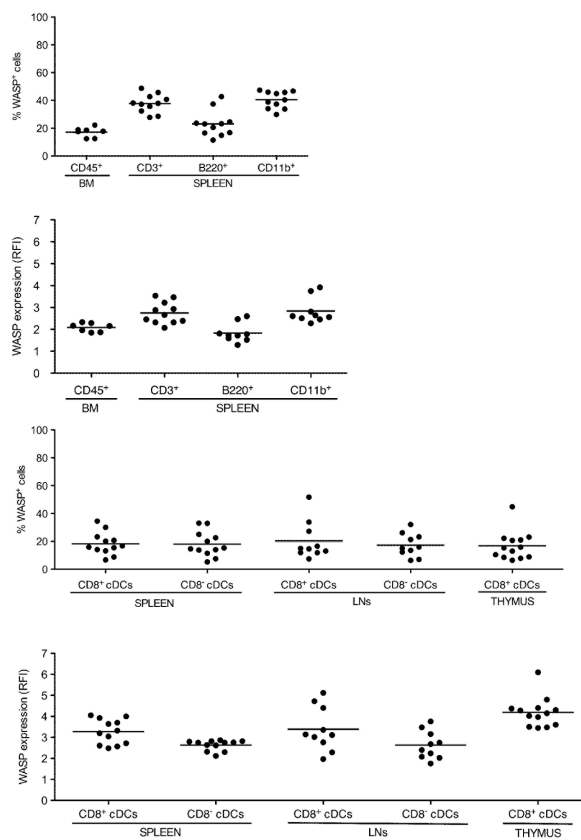 % WASP⁺ cells
100
80
60
40
20
0
CD45⁺ CD3⁺ B220⁺ CD11b⁺
BM SPLEEN
WASP expression (RFI)
7
6
5
4
3
2
1
0
CD45⁺ CD3⁺ B220⁺ CD11b⁺
BM SPLEEN
% WASP⁺ cells
100
80
60
40
20
0
CD8⁺ cDCs CD8⁻ cDCs CD8⁺ cDCs CD8⁻ cDCs CD8⁺ cDCs
SPLEEN LNs THYMUS
WASP expression (RFI)
7
6
5
4
3
2
1
0
CD8⁺ cDCs CD8⁻ cDCs CD8⁺ cDCs CD8⁻ cDCs CD8⁺ cDCs
SPLEEN LNs THYMUS